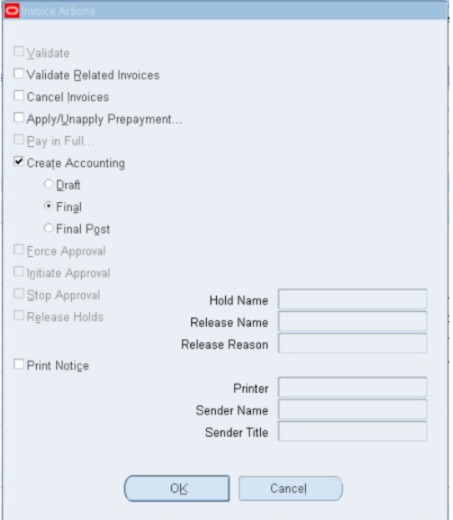 Invoice Actions
Validate
Validate Related Invoices
Cancel Invoices
Apply/Unapply Prepayment...
Pay in Full...
Create Accounting
Draft
Final
Final Post
Force Approval
Initiate Approval
Stop Approval
Hold Name
Release Holds
Release Name
Release Reason
Print Notice
Printer
Sender Name
Sender Title
OK
Cancel